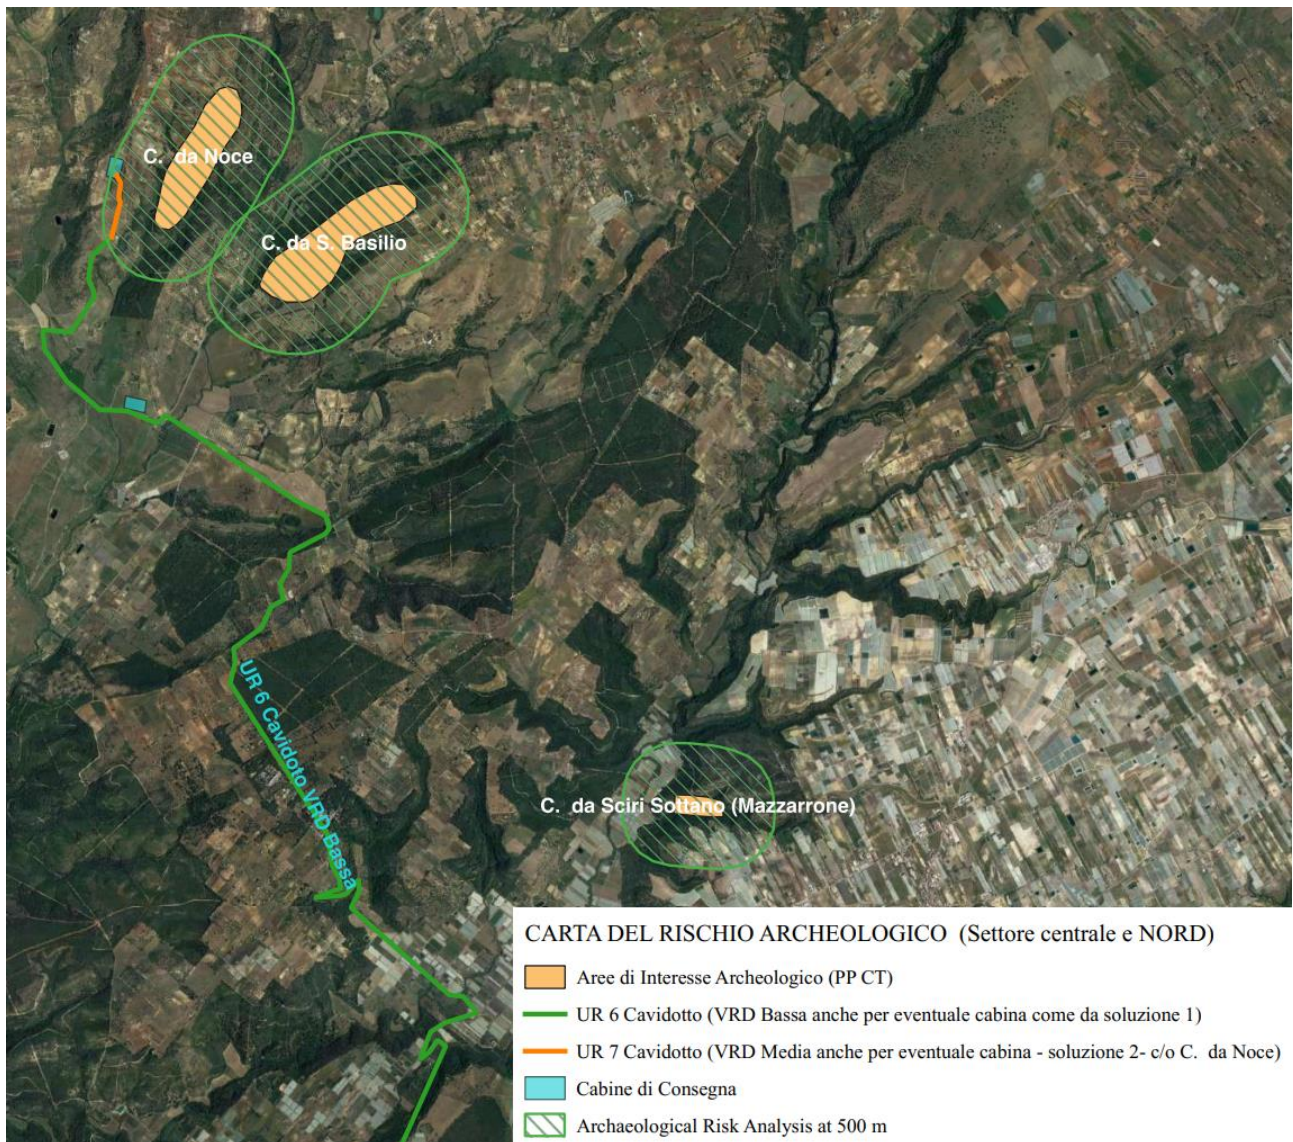 C. da Noce
C. da S. Basilio
UR 6 Cavidoto VRD Bassa
C. da Sciri Sottano (Mazzarrone)
CARTA DEL RISCHIO ARCHEOLOGICO (Settore centrale e NORD)
Aree di Interesse Archeologico (PP CT)
UR 6 Cavidotto (VRD Bassa anche per eventuale cabina come da soluzione 1)
UR 7 Cavidotto (VRD Media anche per eventuale cabina - soluzione 2- c/o C. da Noce)
Cabine di Consegna
Archaeological Risk Analysis at 500 m